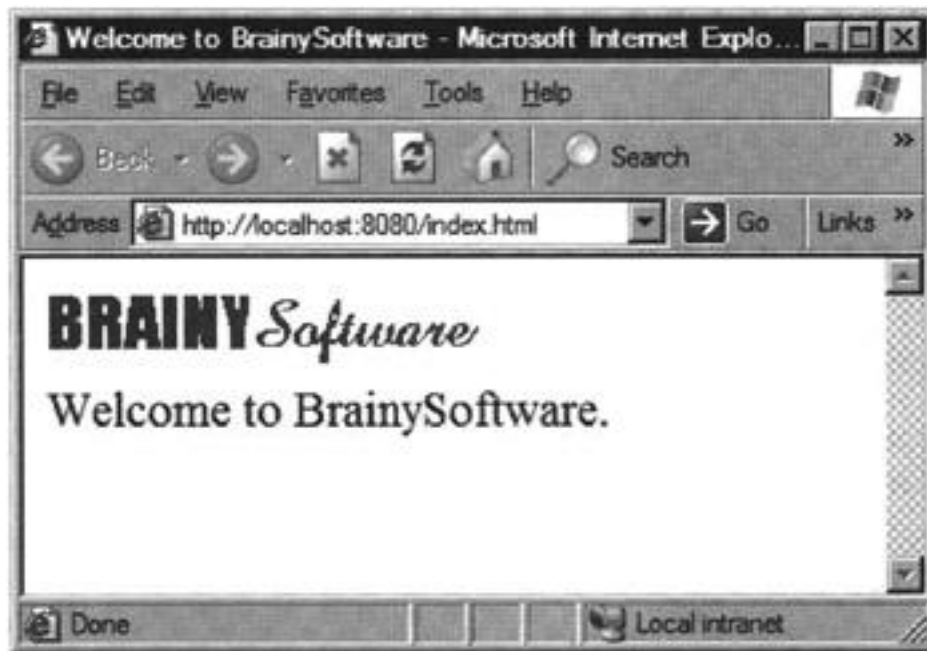 Welcome to BrainySoftware - Microsoft Internet Explo...
File Edit View Favorites Tools Help
Back Search
Address http://localhost:8080/index.html Go Links »
BRAINY Software
Welcome to BrainySoftware.
Done Local intranet